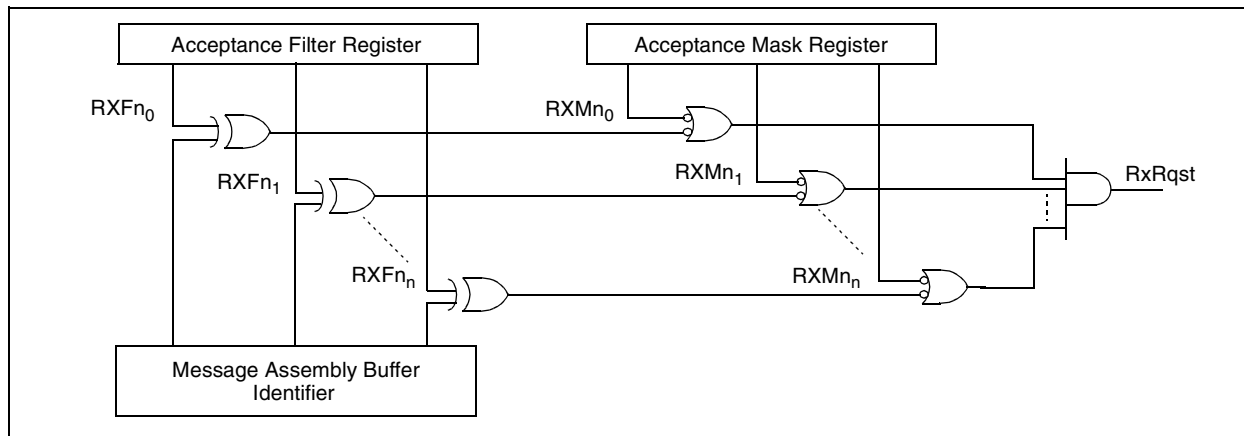 Acceptance Filter Register
Acceptance Mask Register
RXFn0
RXMn0
RXFn1
RXMn1
RxRqst
RXFnn
RXMnn
Message Assembly Buffer
Identifier